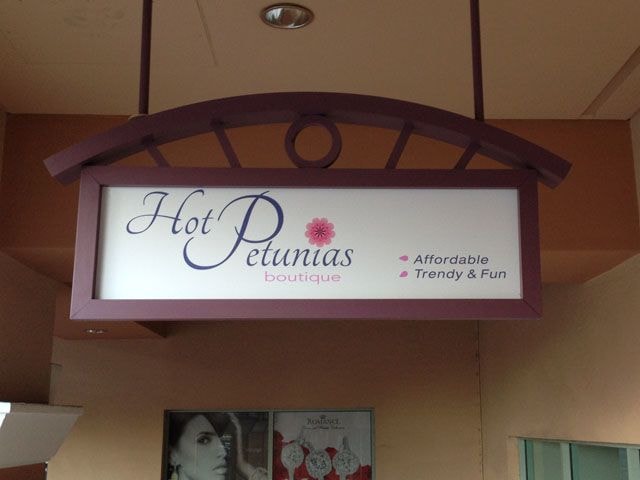 Hot Petunias
boutique
Affordable
Trendy & Fun
ROMANCE